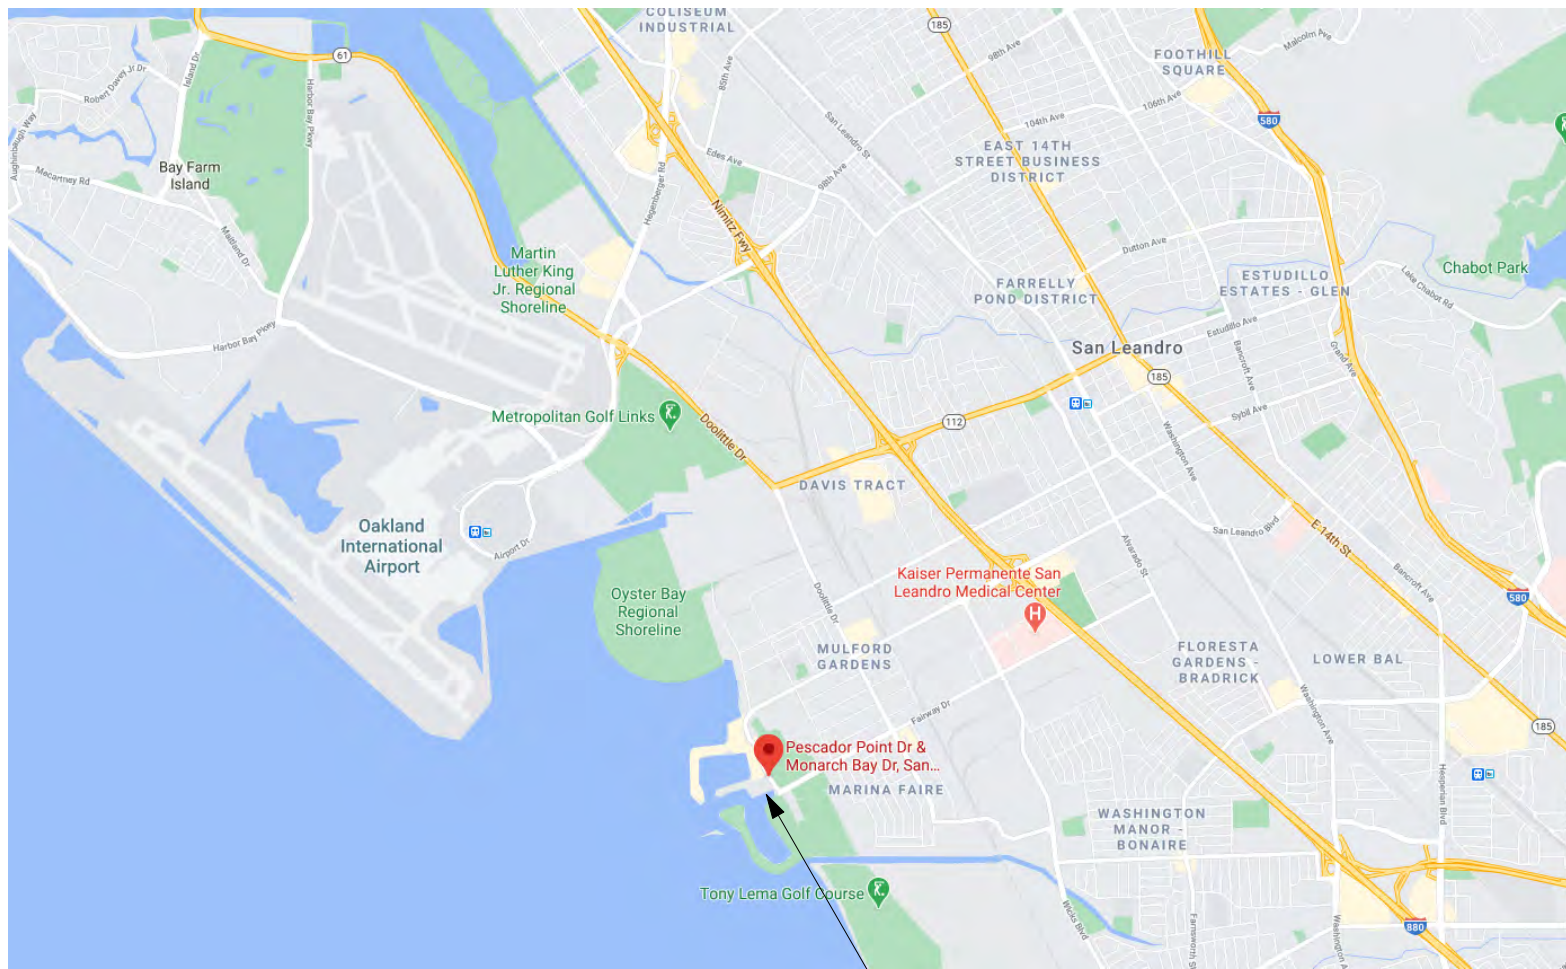 COLISEUM
INDUSTRIAL
185
98th Ave
FOOTHILL
SQUARE
Malcolm Ave
61
Island Dr
Robert Davey Jr Dr
Harbor Bay Pkwy
85th Ave
106th Ave
104th Ave
580
Aughinbaugh Way
Mecartney Rd
Bay Farm
Island
Maitland Dr
Edes Ave
San Leandro St
98th Ave
Hegenberger Rd
Nimitz Fwy
EAST 14TH
STREET BUSINESS
DISTRICT
Dutton Ave
Martin
Luther King
Jr. Regional
Shoreline
FARRELLY
POND DISTRICT
ESTUDILLO
ESTATES - GLEN
Chabot Park
Lake Chabot Rd
Harbor Bay Pkwy
Estudillo Ave
Bancroft Ave
Grand Ave
San Leandro
185
Metropolitan Golf Links
Doolittle Dr
112
Sybil Ave
Washington Ave
DAVIS TRACT
Oakland
International
Airport
Airport Dr
San Leandro Blvd
E 14th St
Alvarado St
Bancroft Ave
580
Kaiser Permanente San
Leandro Medical Center
H
Oyster Bay
Regional
Shoreline
Doolittle Dr
MULFORD
GARDENS
FLORESTA
GARDENS -
BRADRICK
LOWER BAL
Fairway Dr
Washington Ave
185
Pescador Point Dr &
Monarch Bay Dr, San...
MARINA FAIRE
Hesperian Blvd
WASHINGTON
MANOR -
BONAIRE
Tony Lema Golf Course
Wicks Blvd
Farnsworth St
Washington A
880